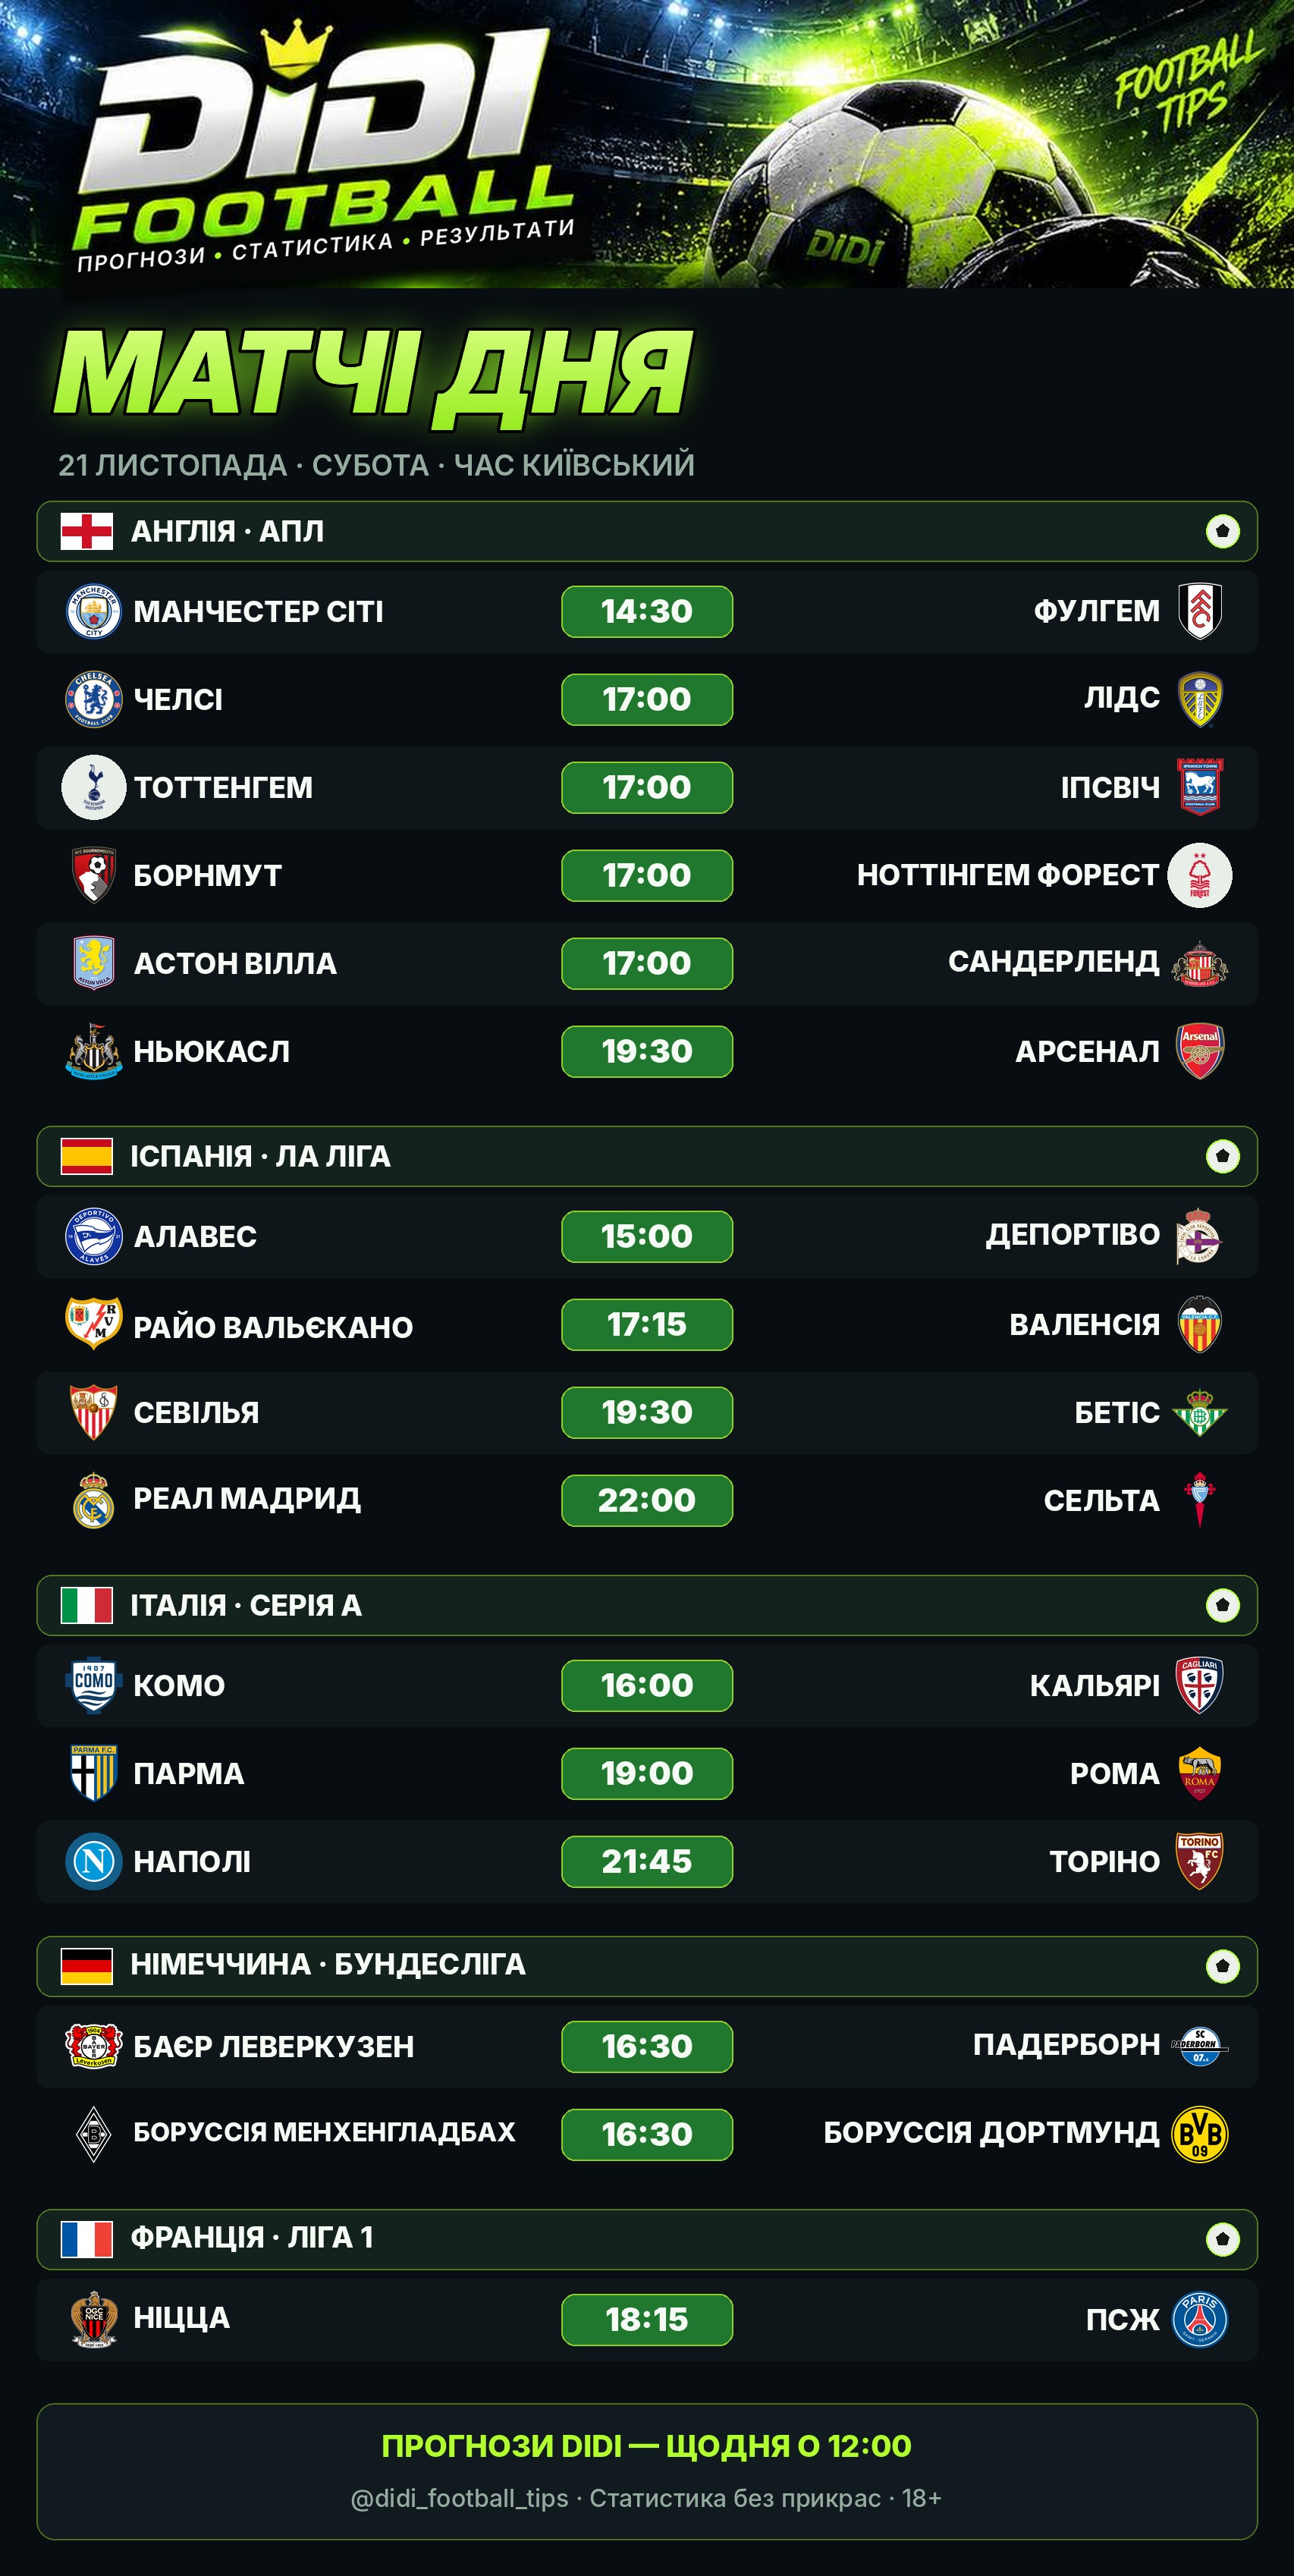 DiDi
FOOTBALL
ПРОГНОЗИ • СТАТИСТИКА • РЕЗУЛЬТАТИ
FOOTBALL
TIPS
DiDi
МАТЧІ ДНЯ
21 ЛИСТОПАДА · СУБОТА · ЧАС КИЇВСЬКИЙ
АНГЛІЯ · АПЛ
МАНЧЕСТЕР СІТІ 14:30 ФУЛГЕМ
ЧЕЛСІ 17:00 ЛІДС
ТОТТЕНГЕМ 17:00 ІПСВІЧ
БОРНМУТ 17:00 НОТТІНГЕМ ФОРЕСТ
АСТОН ВІЛЛА 17:00 САНДЕРЛЕНД
НЬЮКАСЛ 19:30 АРСЕНАЛ
ІСПАНІЯ · ЛА ЛІГА
АЛАВЕС 15:00 ДЕПОРТІВО
РАЙО ВАЛЬЄКАНО 17:15 ВАЛЕНСІЯ
СЕВІЛЬЯ 19:30 БЕТІС
РЕАЛ МАДРИД 22:00 СЕЛЬТА
ІТАЛІЯ · СЕРІЯ А
КОМО 16:00 КАЛЬЯРІ
ПАРМА 19:00 РОМА
НАПОЛІ 21:45 ТОРІНО
НІМЕЧЧИНА · БУНДЕСЛІГА
БАЄР ЛЕВЕРКУЗЕН 16:30 ПАДЕРБОРН
БОРУССІЯ МЕНХЕНГЛАДБАХ 16:30 БОРУССІЯ ДОРТМУНД
ФРАНЦІЯ · ЛІГА 1
НІЦЦА 18:15 ПСЖ
ПРОГНОЗИ DIDI — ЩОДНЯ О 12:00
@didi_football_tips · Статистика без прикрас · 18+